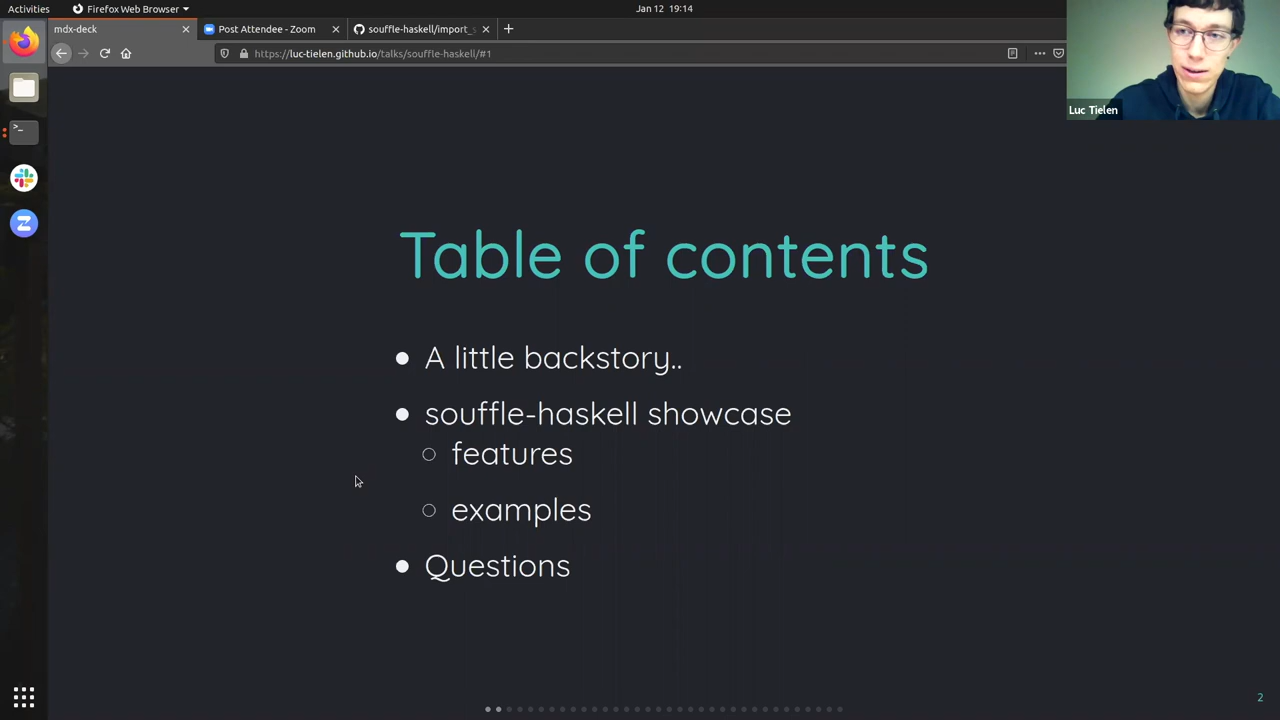 Activities
Firefox Web Browser
Jan 12 19:14
mdx-deck
Post Attendee - Zoom
souffle-haskell/import_s
https://luc-tielen.github.io/talks/souffle-haskell/#1
Luc Tielen
Table of contents
A little backstory..
souffle-haskell showcase
features
examples
Questions
2